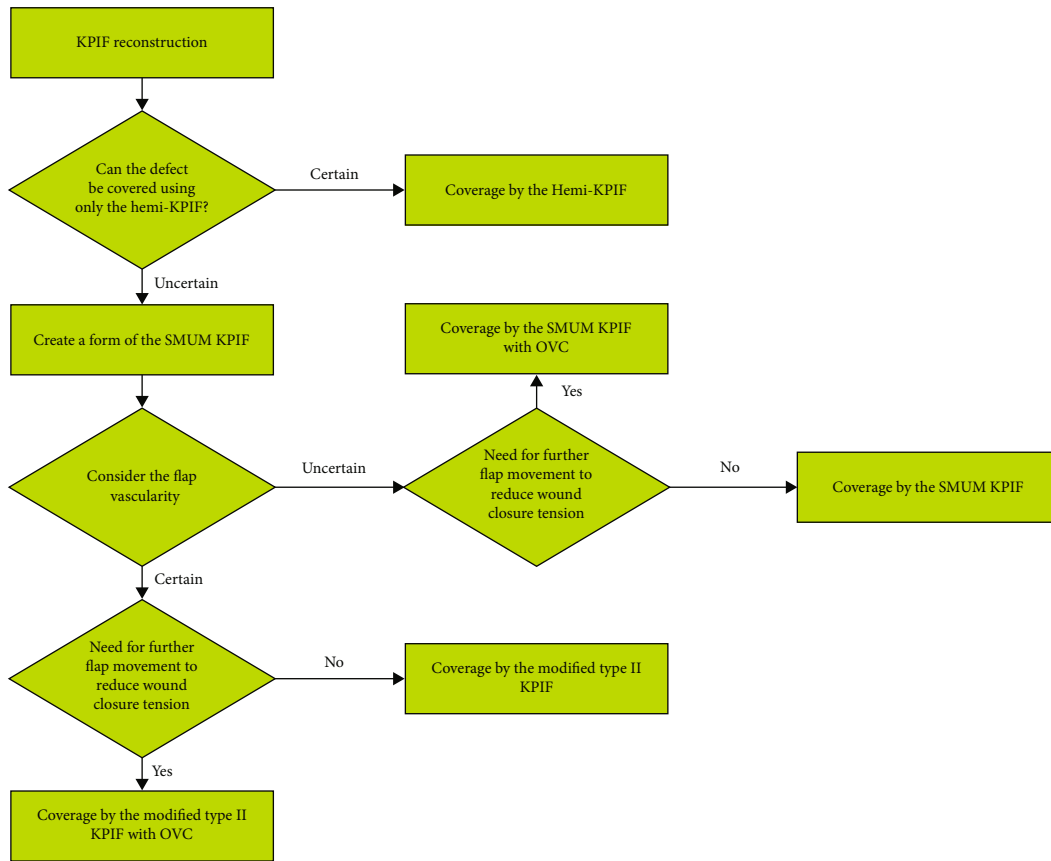 KPIF reconstruction
Can the defect
be covered using
only the hemi-KPIF?
Certain
Coverage by the Hemi-KPIF
Uncertain
Create a form of the SMUM KPIF
Coverage by the SMUM KPIF
with OVC
Yes
Consider the flap
vascularity
Uncertain
Need for further
flap movement to
reduce wound
closure tension
No
Coverage by the SMUM KPIF
Certain
Need for further
flap movement to
reduce wound
closure tension
No
Coverage by the modified type II
KPIF
Yes
Coverage by the modified type II
KPIF with OVC